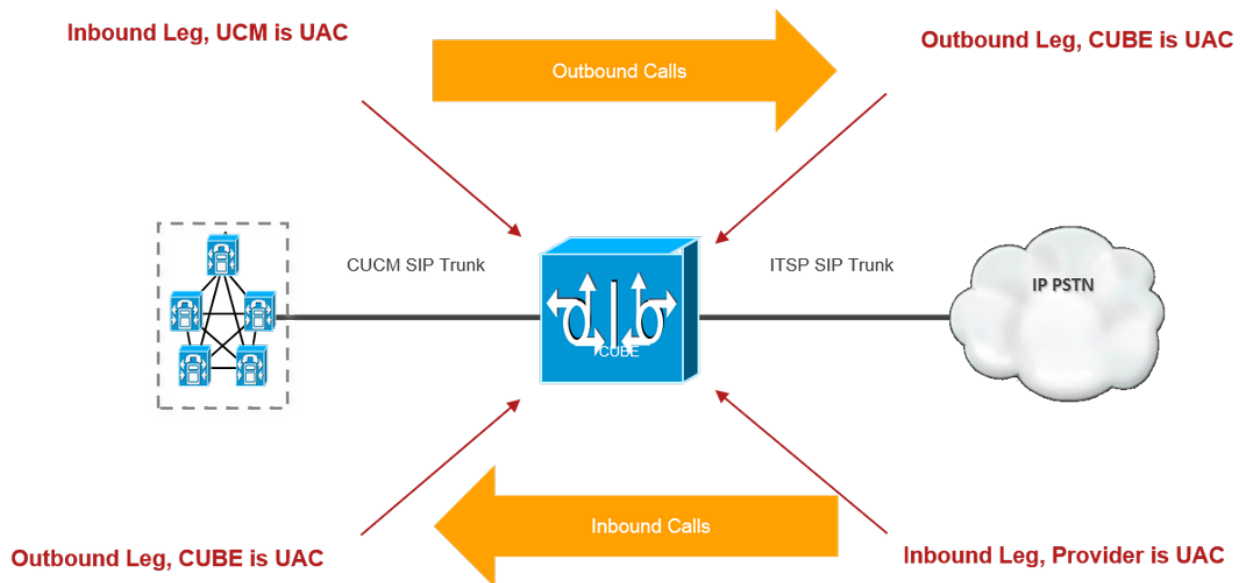 Inbound Leg, UCM is UAC
Outbound Leg, CUBE is UAC
Outbound Calls
CUCM SIP Trunk
ITSP SIP Trunk
IP PSTN
CUBE
Inbound Calls
Outbound Leg, CUBE is UAC
Inbound Leg, Provider is UAC